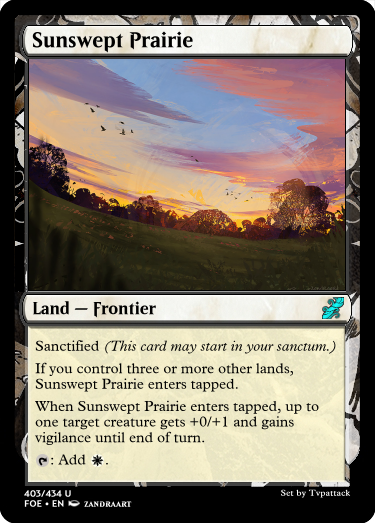 Sunswept Prairie
Land — Frontier
Sanctified (This card may start in your sanctum.)
If you control three or more other lands,
Sunswept Prairie enters tapped.
When Sunswept Prairie enters tapped, up to
one target creature gets +0/+1 and gains
vigilance until end of turn.
: Add .
403/434 U
Set by Tvpattack
FOE • EN ZANDRAART